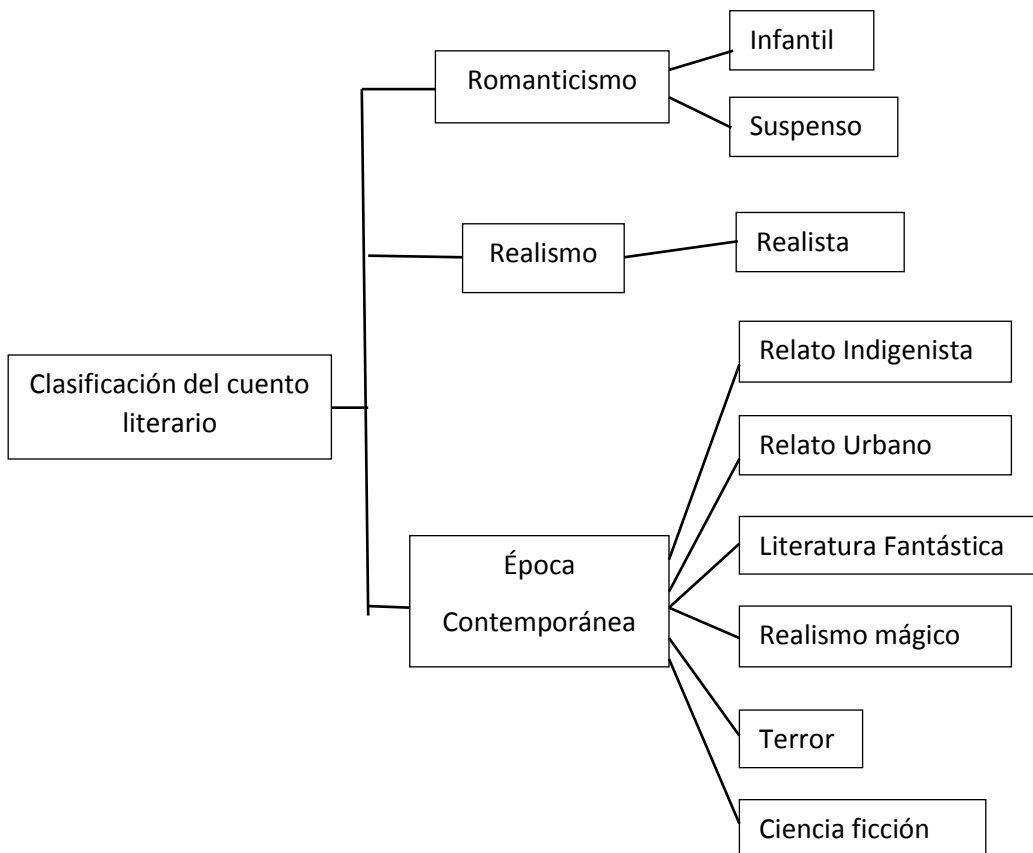 Clasificación del cuento
literario
Romanticismo
Infantil
Suspenso
Realismo
Realista
Época
Contemporánea
Relato Indigenista
Relato Urbano
Literatura Fantástica
Realismo mágico
Terror
Ciencia ficción